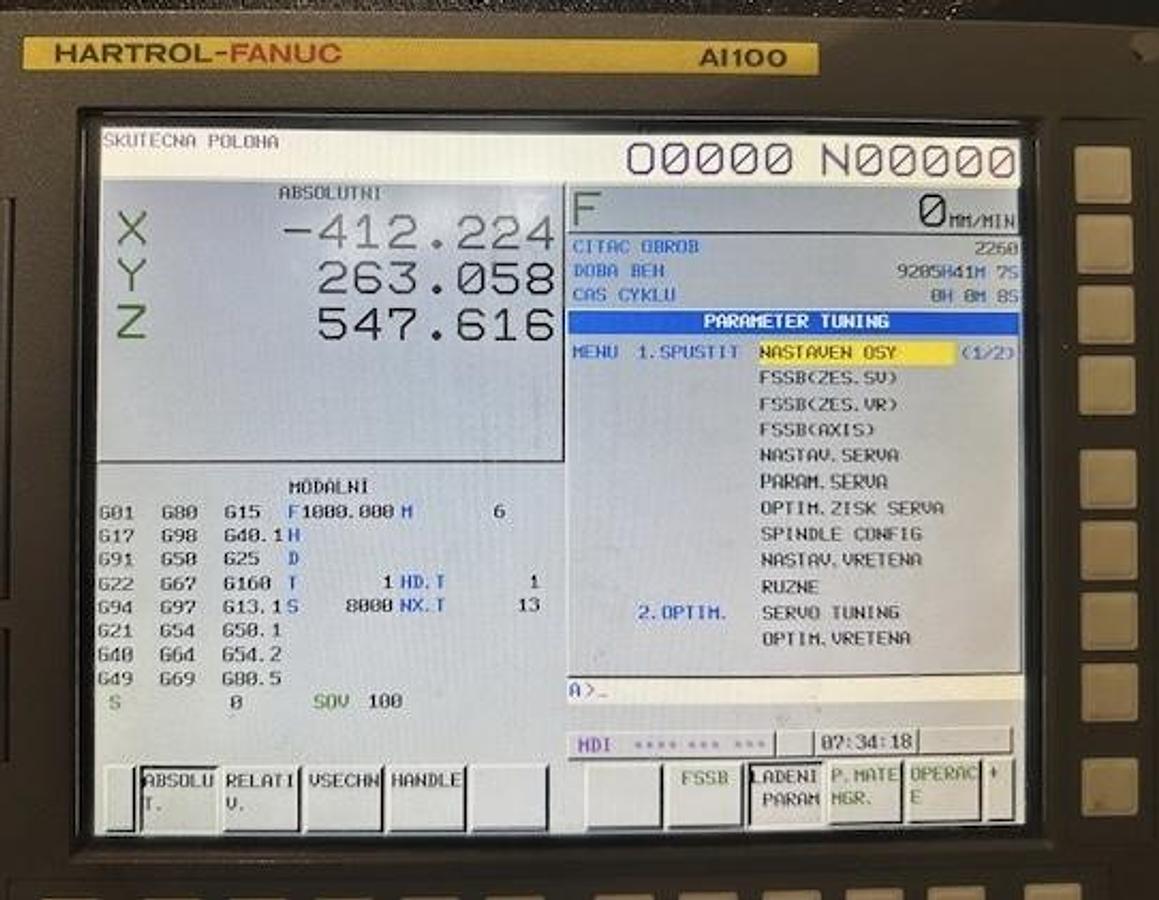 HARTROL-FANUC AI100
SKUTECNA POLOHA
O0000 N00000
ABSOLUTNI
X -412.224
Y 263.058
Z 547.616
F 0 MM/MIN
CITAC OBROB 2260
DOBA BEH 9205H41M 7S
CAS CYKLU 0H 0M 8S
PARAMETER TUNING
MENU 1.SPUSTIT NASTAVEN OSY (1/2)
FSSB(ZES.SV)
FSSB(ZES.VR)
FSSB(AXIS)
NASTAV.SERVA
PARAM.SERVA
OPTIM.ZISK SERVA
SPINDLE CONFIG
NASTAV.VRETENA
RUZNE
2.OPTIM. SERVO TUNING
OPTIM.VRETENA
MODALNI
G01 G80 G15 F1000.000 M 6
G17 G98 G40.1 H
G91 G50 G25 D
G22 G67 G160 T 1 HD.T 1
G94 G97 G13.1 S 8000 NX.T 13
G21 G54 G50.1
G40 G64 G54.2
G49 G69 G80.5
S 0 SOV 100
A>_
MDI **** *** *** 07:34:18
ABSOLU
T.
RELATI
V.
VSECHN
HANDLE
FSSB
LADENI
PARAM
P.MATE
MGR.
OPERAC
E
+